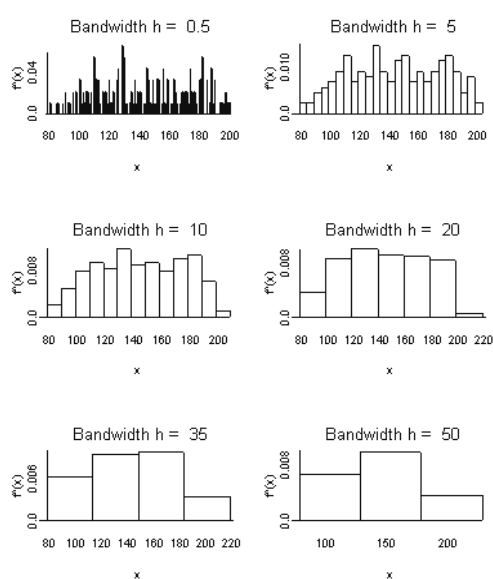 Bandwidth h = 0.5
f^(x)
0.0 0.04
80 100 120 140 160 180 200
x
Bandwidth h = 5
f^(x)
0.0 0.010
80 100 120 140 160 180 200
x
Bandwidth h = 10
f^(x)
0.0 0.008
80 100 120 140 160 180 200
x
Bandwidth h = 20
f^(x)
0.0 0.008
80 100 120 140 160 180 200 220
x
Bandwidth h = 35
f^(x)
0.0 0.006
80 100 120 140 160 180 200 220
x
Bandwidth h = 50
f^(x)
0.0 0.008
100 150 200
x